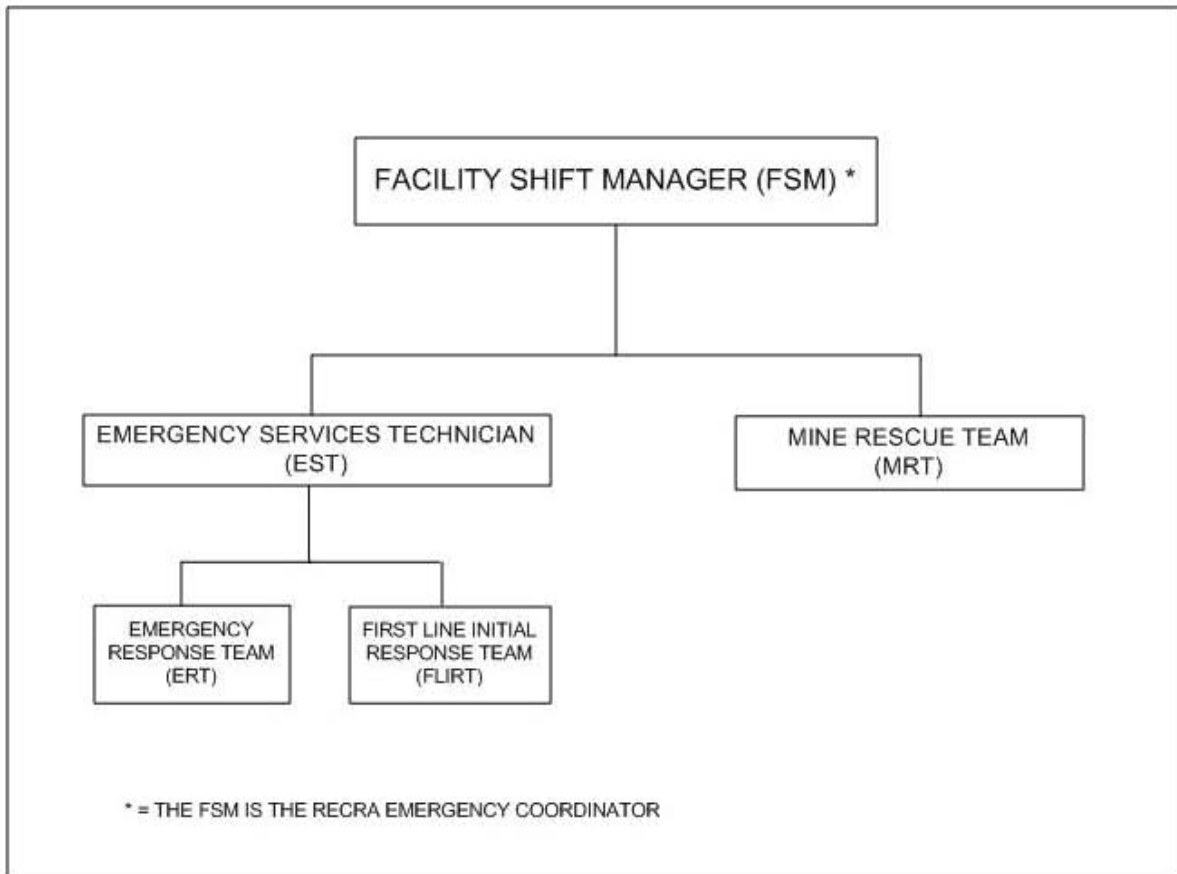 FACILITY SHIFT MANAGER (FSM) *
EMERGENCY SERVICES TECHNICIAN
(EST)
MINE RESCUE TEAM
(MRT)
EMERGENCY
RESPONSE TEAM
(ERT)
FIRST LINE INITIAL
RESPONSE TEAM
(FLIRT)
* = THE FSM IS THE RECRA EMERGENCY COORDINATOR